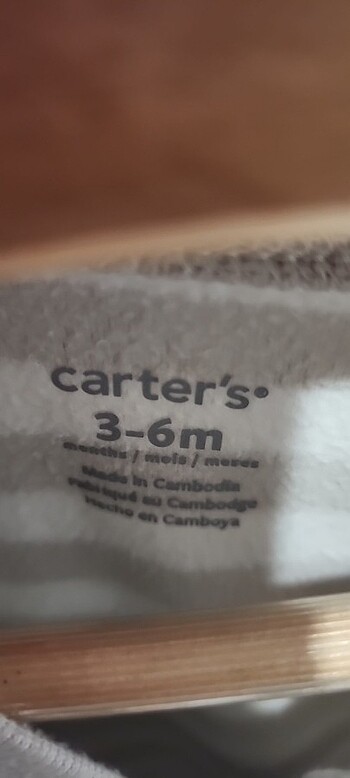 carter's®
3-6m
months / mois / meses
Made in Cambodia
Fabriqué au Cambodge
Hecho en Camboya